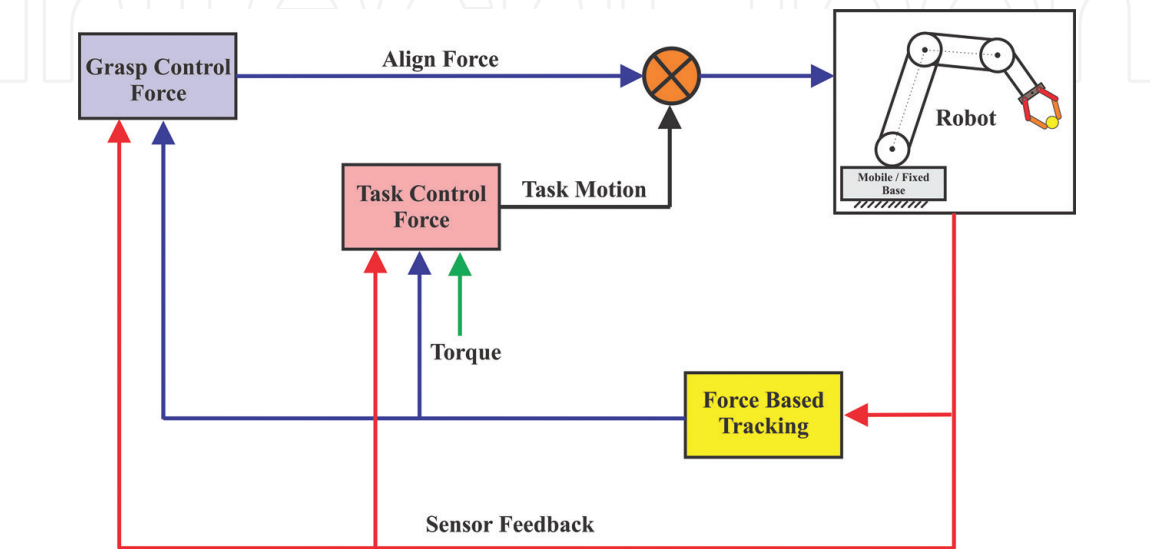 Grasp Control
Force
Align Force
Robot
Mobile / Fixed
Base
Task Control
Force
Task Motion
Torque
Force Based
Tracking
Sensor Feedback